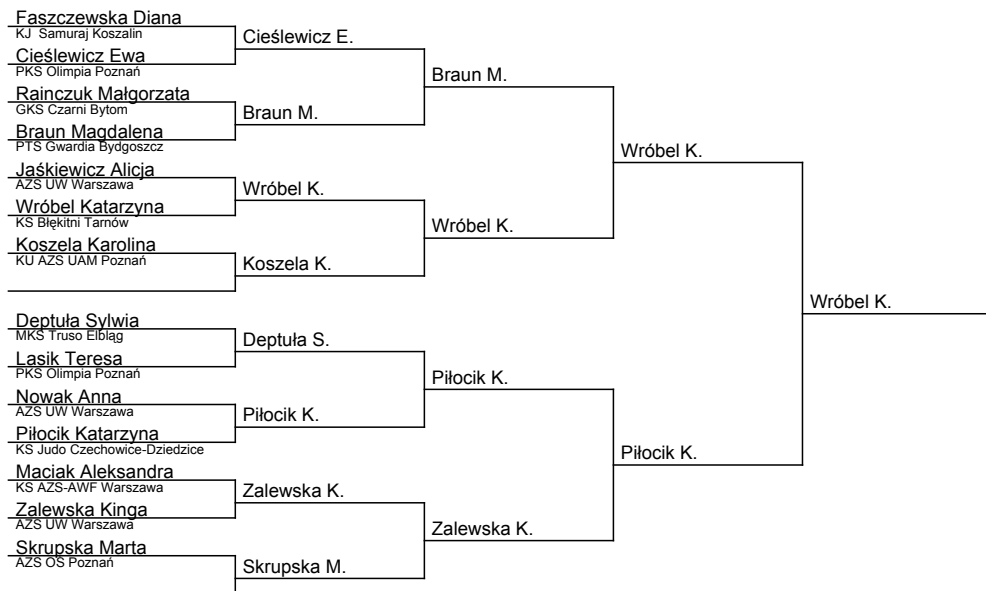 Faszczewska Diana
KJ Samuraj Koszalin
Cieślewicz Ewa
PKS Olimpia Poznań
Rainczuk Małgorzata
GKS Czarni Bytom
Braun Magdalena
PTS Gwardia Bydgoszcz
Jaśkiewicz Alicja
AZS UW Warszawa
Wróbel Katarzyna
KS Błękitni Tarnów
Koszela Karolina
KU AZS UAM Poznań
Deptuła Sylwia
MKS Truso Elbląg
Lasik Teresa
PKS Olimpia Poznań
Nowak Anna
AZS UW Warszawa
Piłocik Katarzyna
KS Judo Czechowice-Dziedzice
Maciak Aleksandra
KS AZS-AWF Warszawa
Zalewska Kinga
AZS UW Warszawa
Skrupska Marta
AZS OŚ Poznań
Cieślewicz E.
Braun M.
Wróbel K.
Koszela K.
Deptuła S.
Piłocik K.
Zalewska K.
Skrupska M.
Braun M.
Wróbel K.
Piłocik K.
Zalewska K.
Wróbel K.
Piłocik K.
Wróbel K.